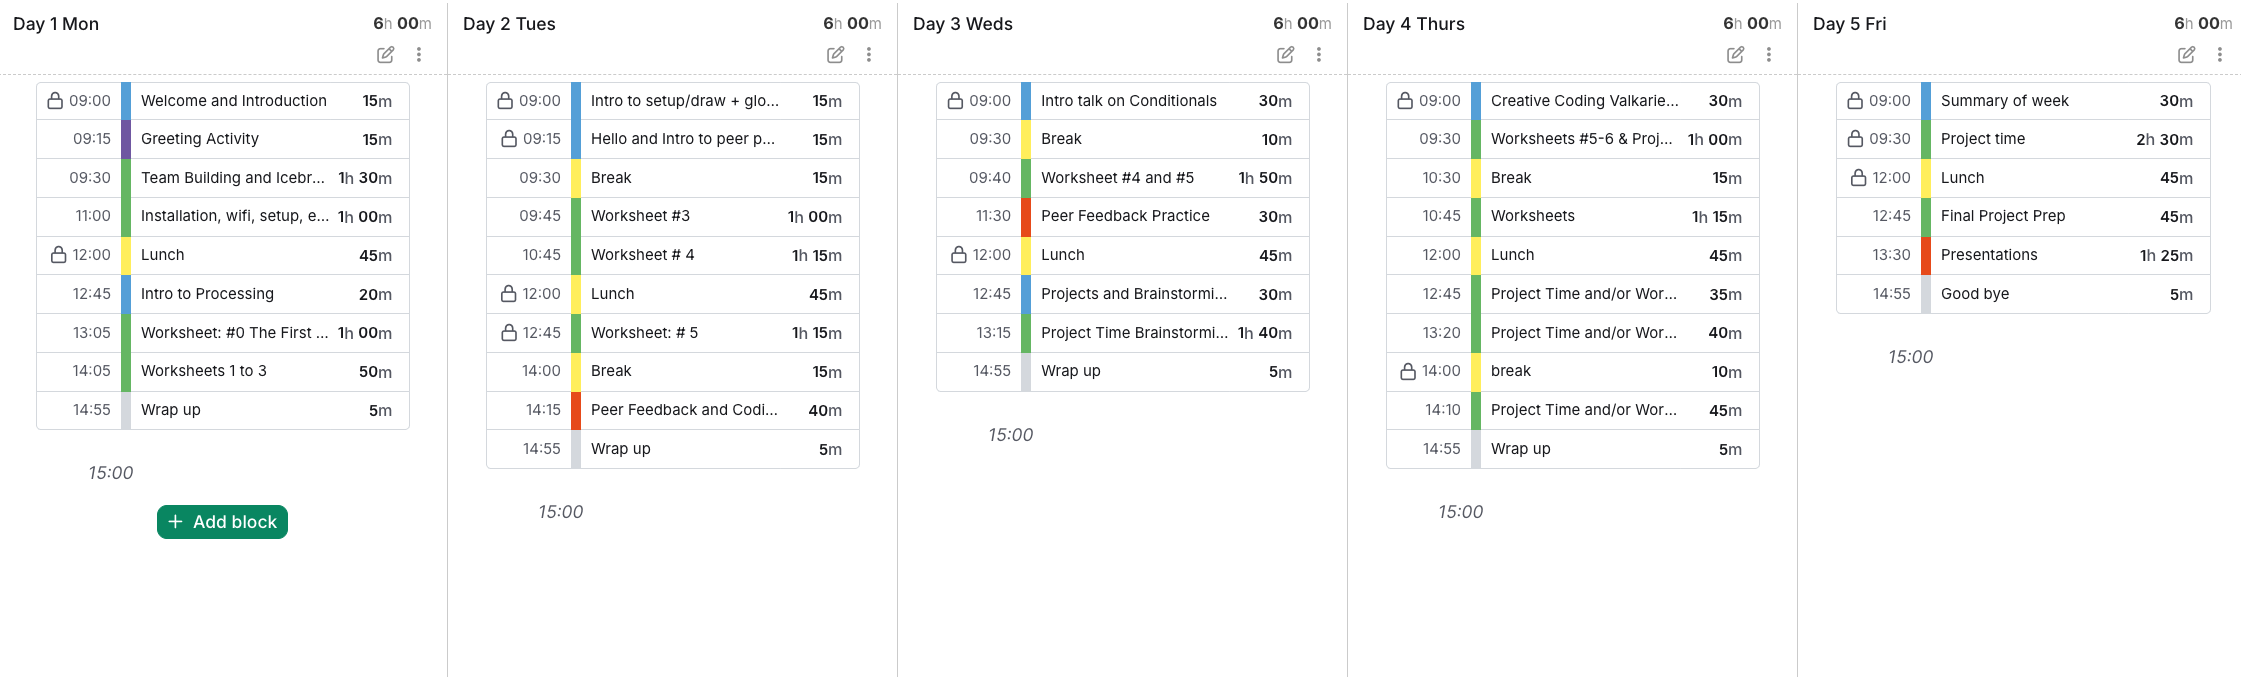 Day 1 Mon
6h 00m
09:00 Welcome and Introduction 15m
09:15 Greeting Activity 15m
09:30 Team Building and Icebr... 1h 30m
11:00 Installation, wifi, setup, e... 1h 00m
12:00 Lunch 45m
12:45 Intro to Processing 20m
13:05 Worksheet: #0 The First ... 1h 00m
14:05 Worksheets 1 to 3 50m
14:55 Wrap up 5m
15:00
+ Add block
Day 2 Tues
6h 00m
09:00 Intro to setup/draw + glo... 15m
09:15 Hello and Intro to peer p... 15m
09:30 Break 15m
09:45 Worksheet #3 1h 00m
10:45 Worksheet # 4 1h 15m
12:00 Lunch 45m
12:45 Worksheet: # 5 1h 15m
14:00 Break 15m
14:15 Peer Feedback and Codi... 40m
14:55 Wrap up 5m
15:00
Day 3 Weds
6h 00m
09:00 Intro talk on Conditionals 30m
09:30 Break 10m
09:40 Worksheet #4 and #5 1h 50m
11:30 Peer Feedback Practice 30m
12:00 Lunch 45m
12:45 Projects and Brainstormi... 30m
13:15 Project Time Brainstormi... 1h 40m
14:55 Wrap up 5m
15:00
Day 4 Thurs
6h 00m
09:00 Creative Coding Valkarie... 30m
09:30 Worksheets #5-6 & Proj... 1h 00m
10:30 Break 15m
10:45 Worksheets 1h 15m
12:00 Lunch 45m
12:45 Project Time and/or Wor... 35m
13:20 Project Time and/or Wor... 40m
14:00 break 10m
14:10 Project Time and/or Wor... 45m
14:55 Wrap up 5m
15:00
Day 5 Fri
6h 00m
09:00 Summary of week 30m
09:30 Project time 2h 30m
12:00 Lunch 45m
12:45 Final Project Prep 45m
13:30 Presentations 1h 25m
14:55 Good bye 5m
15:00